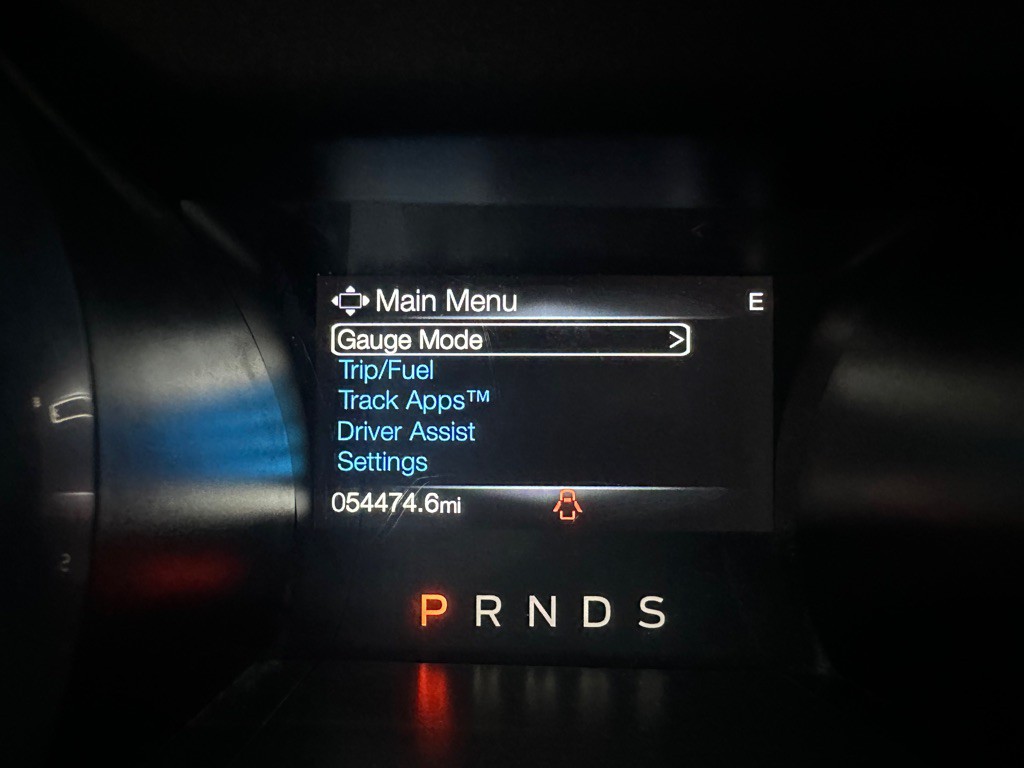 Main Menu E
Gauge Mode >
Trip/Fuel
Track Apps™
Driver Assist
Settings
054474.6mi
P R N D S